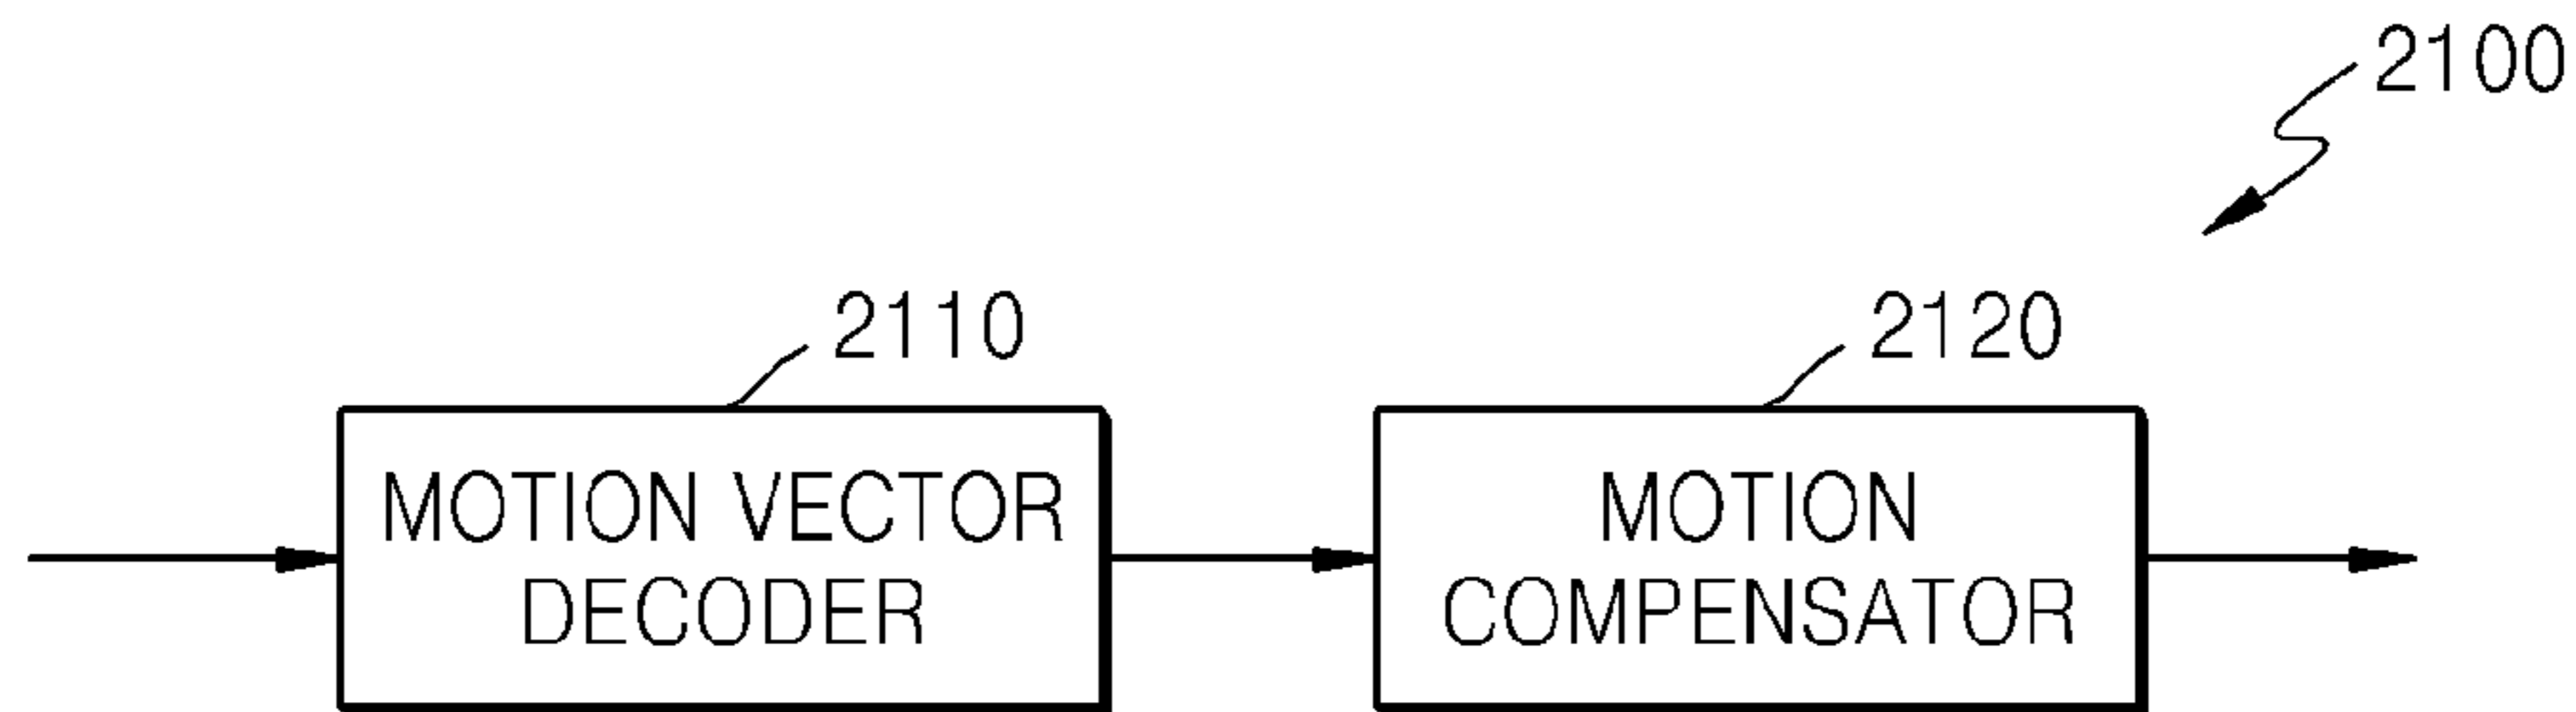 2100
2110
2120
MOTION VECTOR
DECODER
MOTION
COMPENSATOR